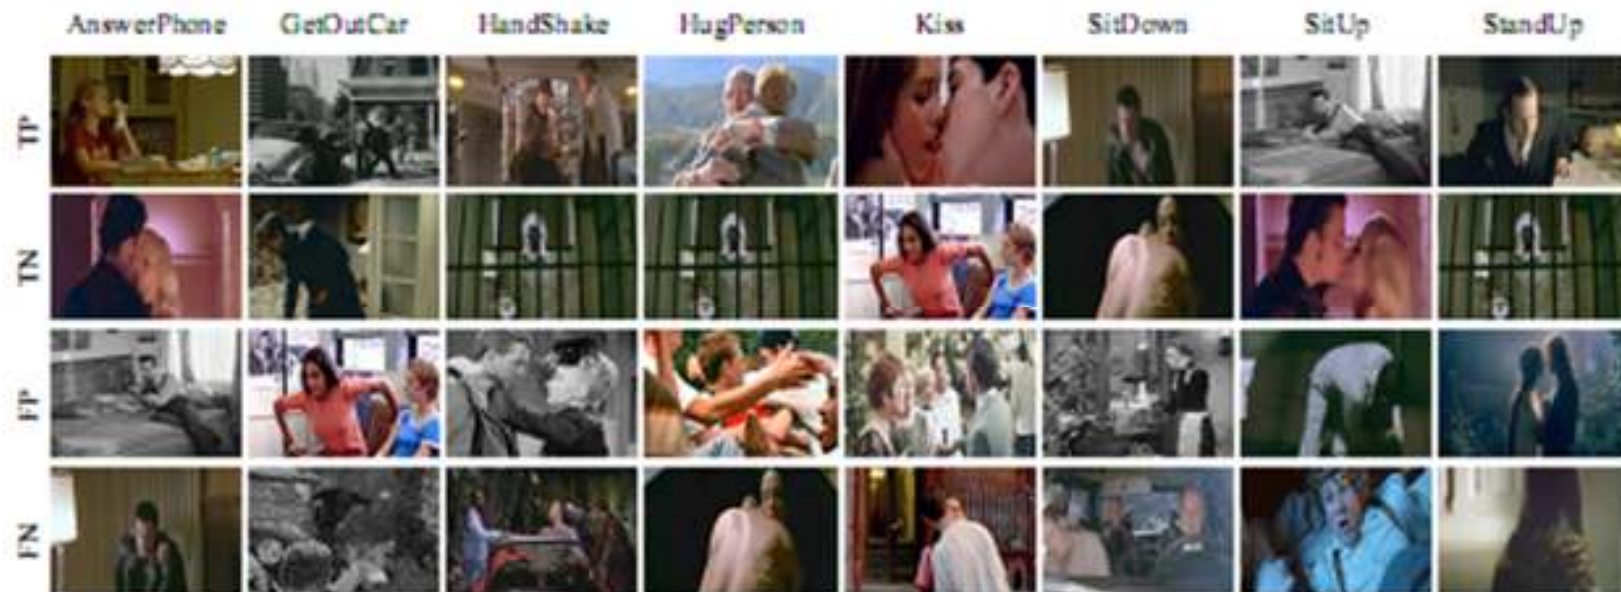 AnswerPhone GetOutCar HandShake HugPerson Kiss SitDown SitUp StandUp
TP
TN
FP
FN